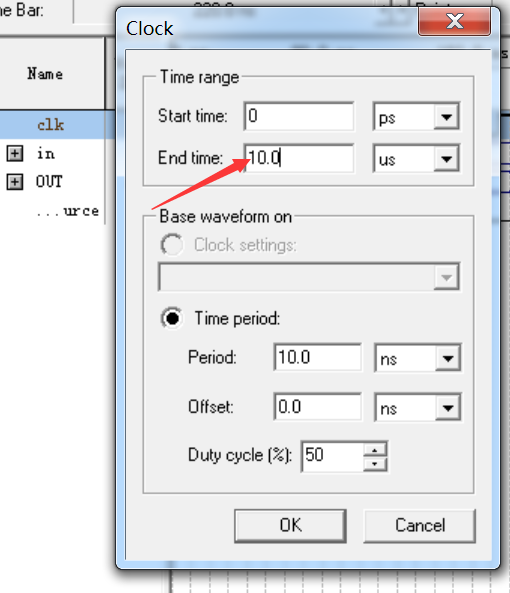 ne Bar:
Clock
Name
Time range
Start time: 0 ps
clk
End time: 10.0 us
in
OUT
...urce
Base waveform on
Clock settings:
Time period:
Period: 10.0 ns
Offset: 0.0 ns
Duty cycle (%): 50
OK Cancel